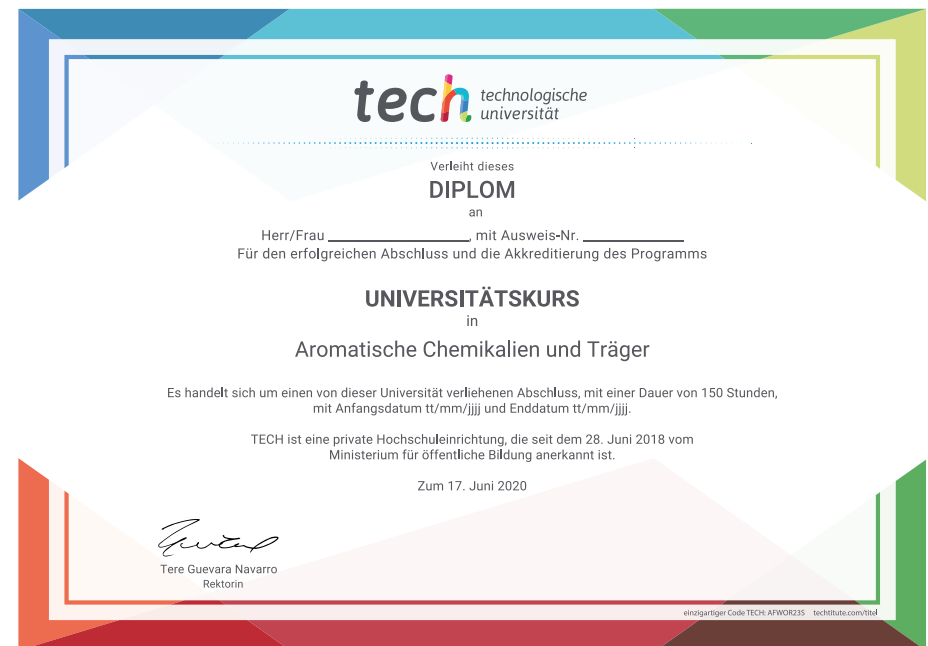 tech technologische
universität
Verleiht dieses
DIPLOM
an
Herr/Frau ____________, mit Ausweis-Nr. ____________
Für den erfolgreichen Abschluss und die Akkreditierung des Programms
UNIVERSITÄTSKURS
in
Aromatische Chemikalien und Träger
Es handelt sich um einen von dieser Universität verliehenen Abschluss, mit einer Dauer von 150 Stunden,
mit Anfangsdatum tt/mm/jjjj und Enddatum tt/mm/jjjj.
TECH ist eine private Hochschuleinrichtung, die seit dem 28. Juni 2018 vom
Ministerium für öffentliche Bildung anerkannt ist.
Zum 17. Juni 2020
Tere Guevara Navarro
Rektorin
einzigartiger Code TECH: AFWOR23S techtitute.com/titel